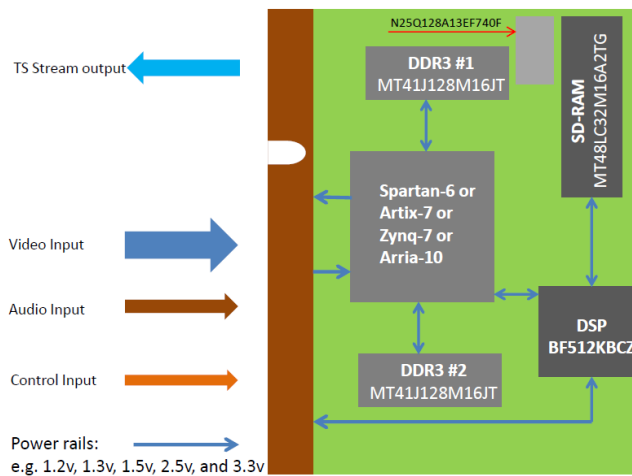 N25Q128A13EF740F
TS Stream output
DDR3 #1
MT41J128M16JT
SD-RAM
MT48LC32M16A2TG
Spartan-6 or
Artix-7 or
Zynq-7 or
Arria-10
Video Input
Audio Input
DSP
BF512KBCZ
DDR3 #2
MT41J128M16JT
Control Input
Power rails:
e.g. 1.2v, 1.3v, 1.5v, 2.5v, and 3.3v